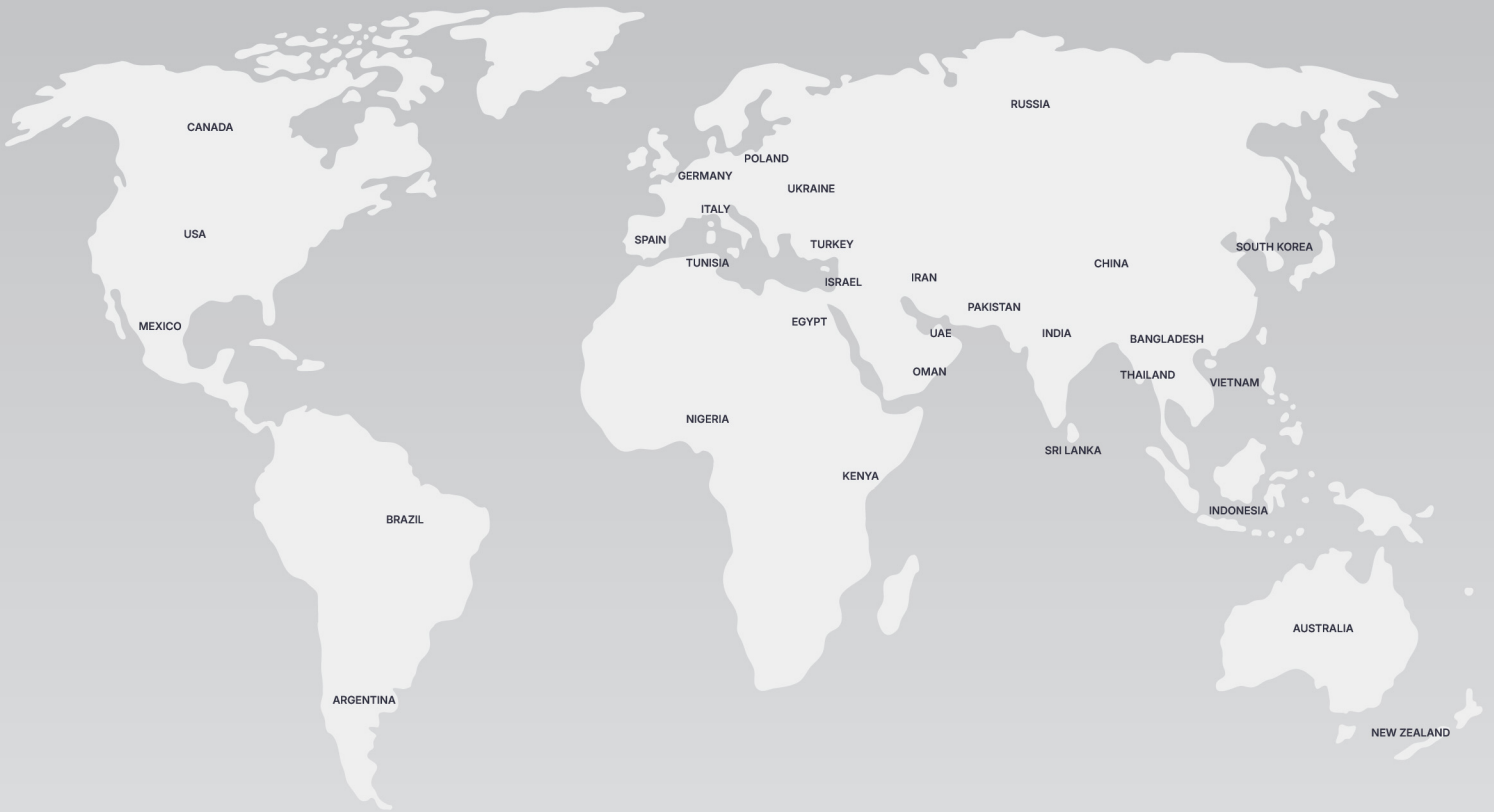 RUSSIA
CANADA
POLAND
GERMANY
UKRAINE
ITALY
USA
SPAIN
TURKEY
SOUTH KOREA
TUNISIA
CHINA
ISRAEL
IRAN
PAKISTAN
EGYPT
MEXICO
UAE
INDIA
BANGLADESH
OMAN
THAILAND
VIETNAM
NIGERIA
SRI LANKA
KENYA
INDONESIA
BRAZIL
AUSTRALIA
ARGENTINA
NEW ZEALAND